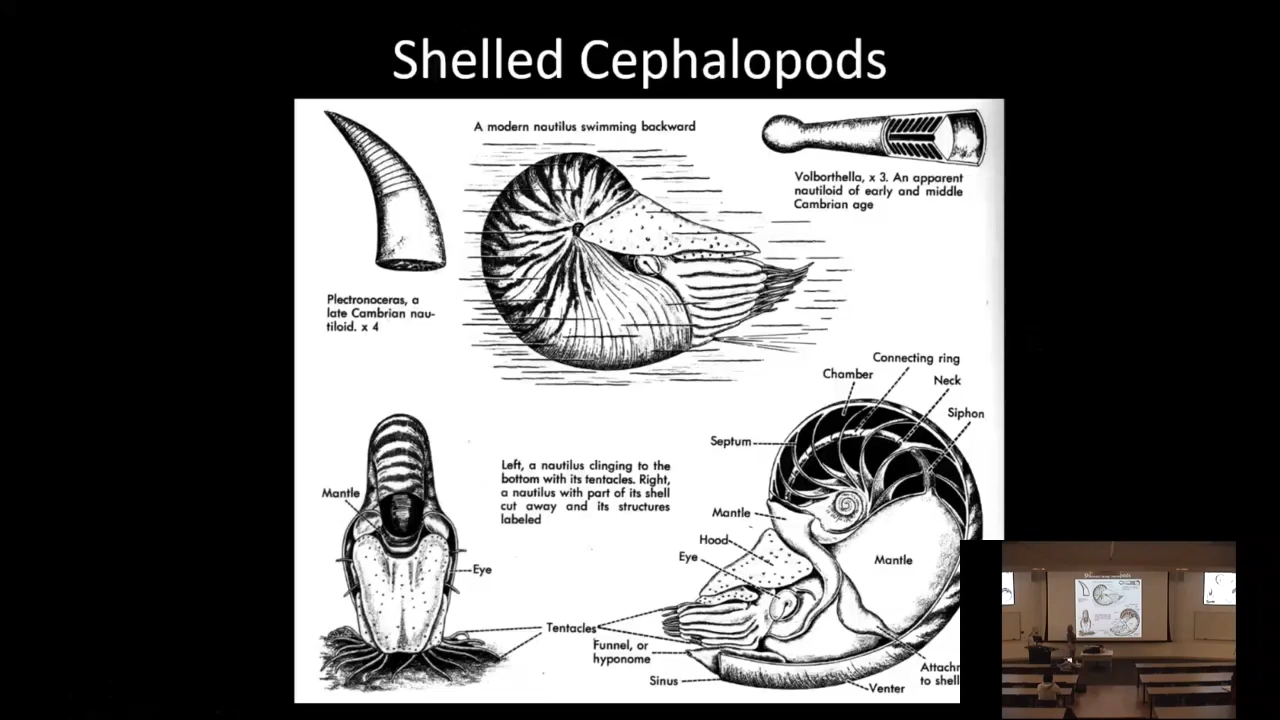 Shelled Cephalopods
A modern nautilus swimming backward
Volborthella, x 3. An apparent
nautiloid of early and middle
Cambrian age
Plectronoceras, a
late Cambrian nau-
tiloid. x 4
Connecting ring
Chamber
Neck
Siphon
Septum
Left, a nautilus clinging to the
bottom with its tentacles. Right,
a nautilus with part of its shell
cut away and its structures
labeled
Mantle
Mantle
Hood
Eye
Mantle
Eye
Tentacles
Funnel, or
hyponome
Sinus
Venter
to shell